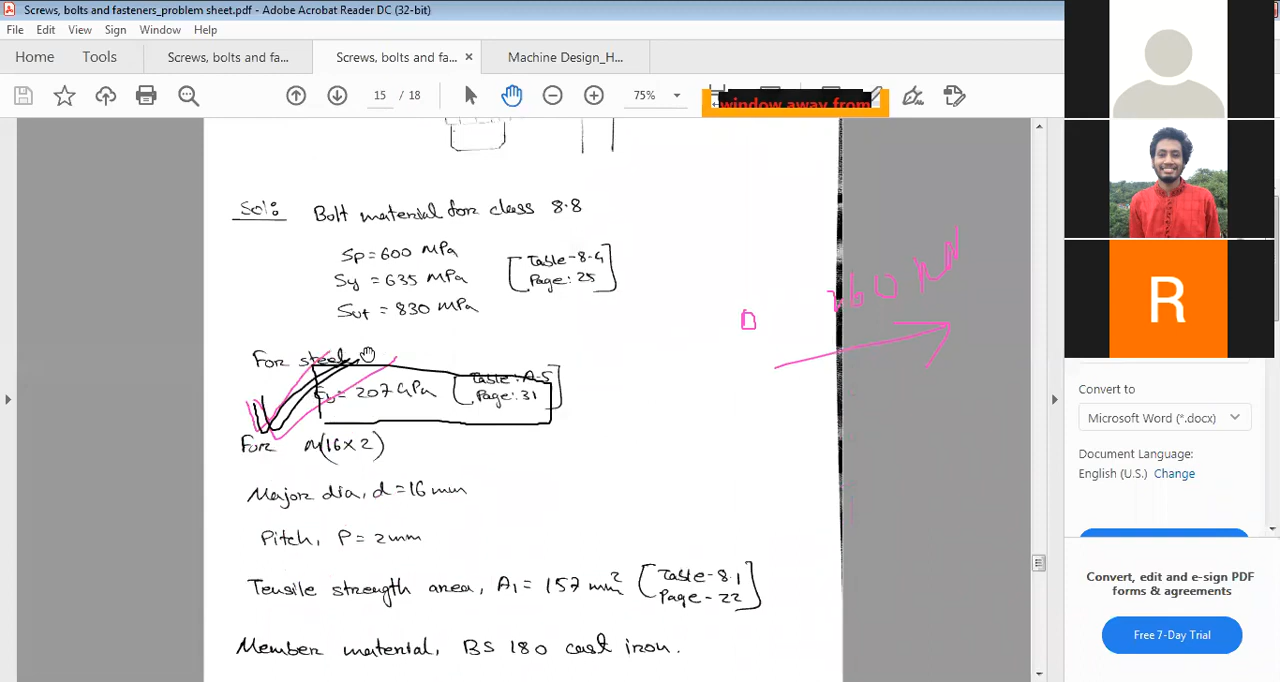 Screws, bolts and fasteners_problem sheet.pdf - Adobe Acrobat Reader DC (32-bit)
File Edit View Sign Window Help
Home Tools Screws, bolts and fa... Screws, bolts and fa... × Machine Design_H...
15 / 18 75%
window away from
Sol: Bolt material for class 8.8
Sp = 600 MPa
Sy = 635 MPa
Sut = 830 MPa
[Table-8-4
Page: 25]
For steel
= 207 GPa
[Table: A-5
Page: 31]
For M(16×2)
Major dia, d = 16 mm
Pitch, P = 2 mm
Tensile strength area, A1 = 157 mm²
[Table-8.1
Page-22]
Member material, BS 180 cast iron.
60 KN
R
Convert to
Microsoft Word (*.docx)
Document Language:
English (U.S.) Change
Convert, edit and e-sign PDF
forms & agreements
Free 7-Day Trial